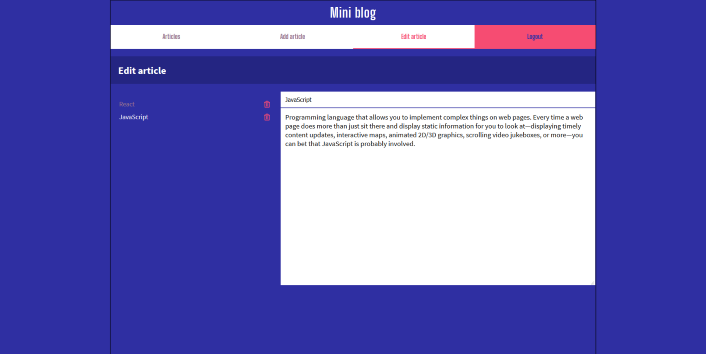 Mini blog
Articles
Add article
Edit article
Logout
Edit article
React
JavaScript
JavaScript
Programming language that allows you to implement complex things on web pages. Every time a web
page does more than just sit there and display static information for you to look at—displaying timely
content updates, interactive maps, animated 2D/3D graphics, scrolling video jukeboxes, or more—you
can bet that JavaScript is probably involved.